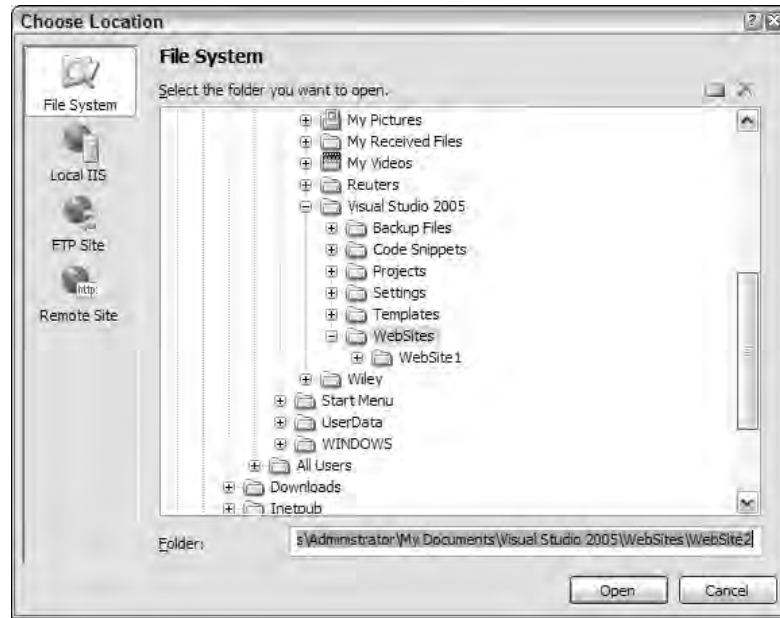 Choose Location
File System
Select the folder you want to open.
File System
Local IIS
FTP Site
http:
Remote Site
My Pictures
My Received Files
My Videos
Reuters
Visual Studio 2005
Backup Files
Code Snippets
Projects
Settings
Templates
WebSites
WebSite1
Wiley
Start Menu
UserData
WINDOWS
All Users
Downloads
Inetpub
Folder:
s\Administrator\My Documents\Visual Studio 2005\WebSites\WebSite2
Open
Cancel